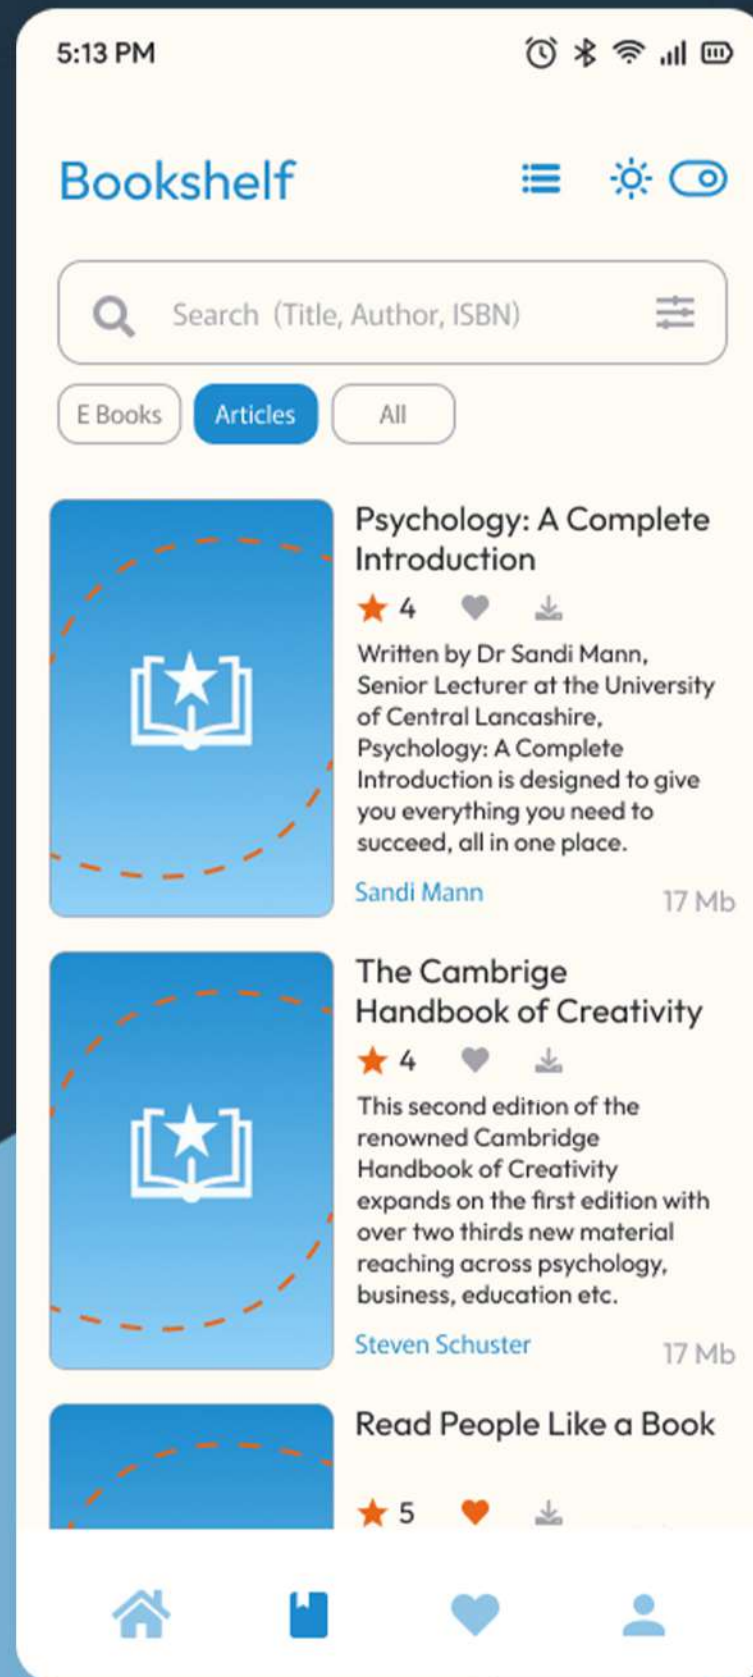 5:13 PM
Bookshelf
Search (Title, Author, ISBN)
E Books
Articles
All
Psychology: A Complete
Introduction
4
Written by Dr Sandi Mann,
Senior Lecturer at the University
of Central Lancashire,
Psychology: A Complete
Introduction is designed to give
you everything you need to
succeed, all in one place.
Sandi Mann
17 Mb
The Cambrige
Handbook of Creativity
4
This second edition of the
renowned Cambridge
Handbook of Creativity
expands on the first edition with
over two thirds new material
reaching across psychology,
business, education etc.
Steven Schuster
17 Mb
Read People Like a Book
5